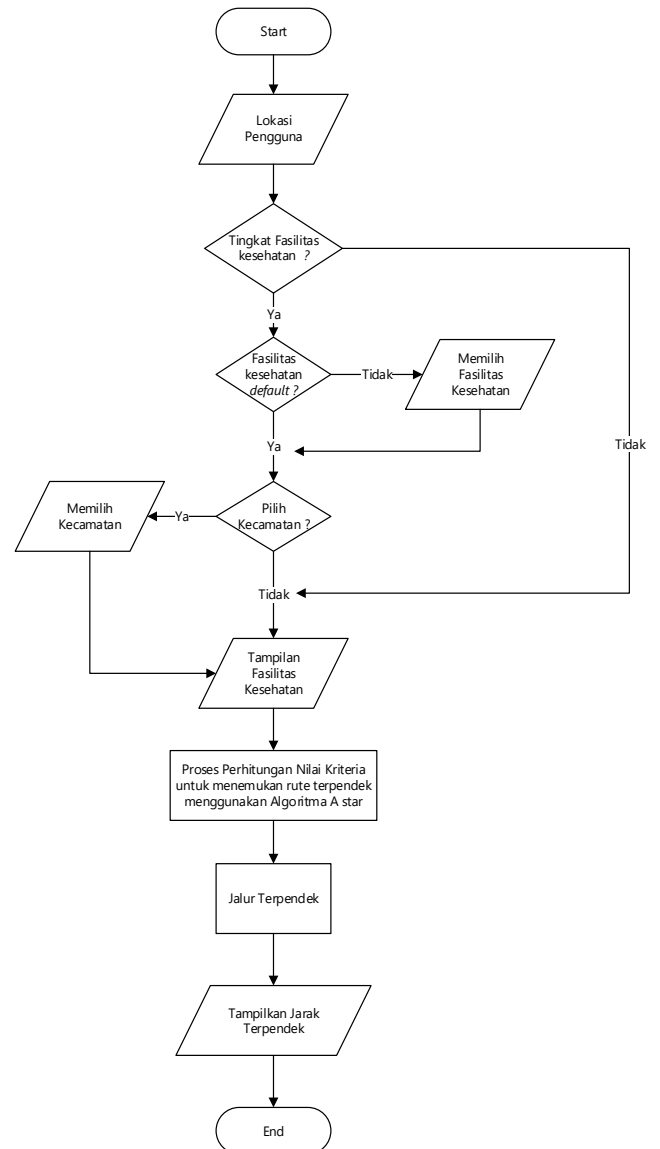 Start
Lokasi
Pengguna
Tingkat Fasilitas
kesehatan ?
Ya
Fasilitas
kesehatan
default ?
Tidak
Memilih
Fasilitas
Kesehatan
Tidak
Ya
Pilih
Kecamatan ?
Ya
Memilih
Kecamatan
Tidak
Tampilan
Fasilitas
Kesehatan
Proses Perhitungan Nilai Kriteria
untuk menemukan rute terpendek
menggunakan Algoritma A star
Jalur Terpendek
Tampilkan Jarak
Terpendek
End